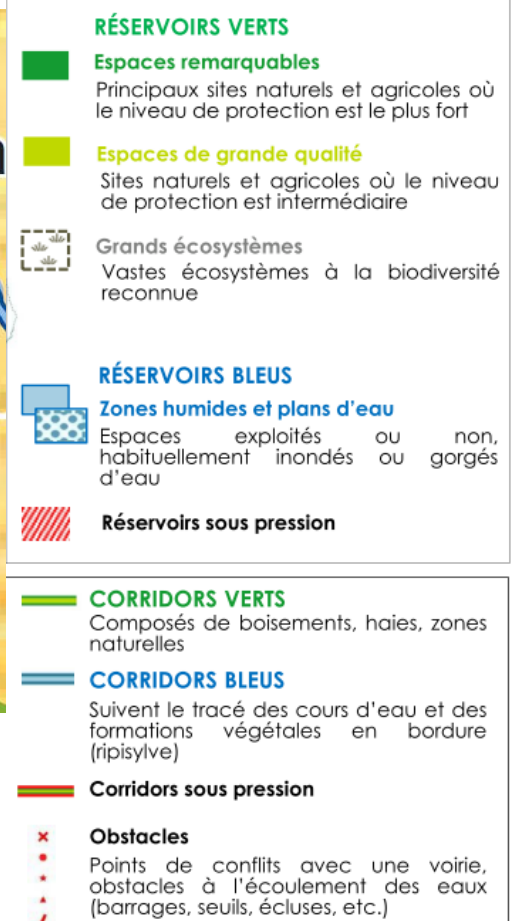 RÉSERVOIRS VERTS
Espaces remarquables
Principaux sites naturels et agricoles où
le niveau de protection est le plus fort
Espaces de grande qualité
Sites naturels et agricoles où le niveau
de protection est intermédiaire
Grands écosystèmes
Vastes écosystèmes à la biodiversité
reconnue
RÉSERVOIRS BLEUS
Zones humides et plans d'eau
Espaces exploités ou non,
habituellement inondés ou gorgés
d'eau
Réservoirs sous pression
CORRIDORS VERTS
Composés de boisements, haies, zones
naturelles
CORRIDORS BLEUS
Suivent le tracé des cours d'eau et des
formations végétales en bordure
(ripisylve)
Corridors sous pression
Obstacles
Points de conflits avec une voirie,
obstacles à l'écoulement des eaux
(barrages, seuils, écluses, etc.)